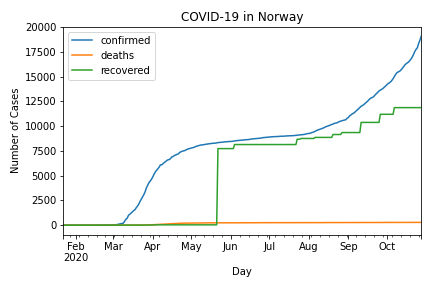 COVID-19 in Norway
20000
17500
15000
12500
10000
7500
5000
2500
0
Number of Cases
confirmed
deaths
recovered
Feb Mar Apr May Jun Jul Aug Sep Oct
2020
Day